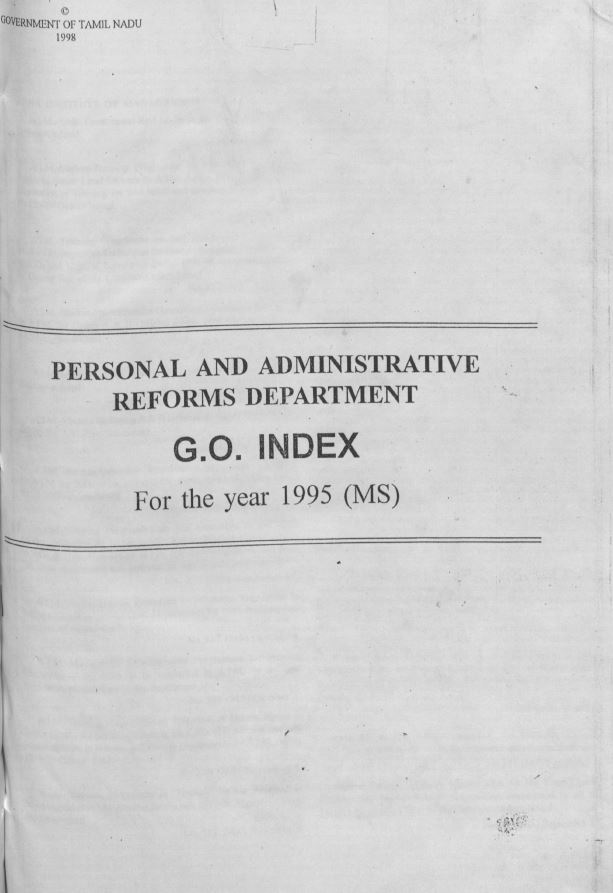 ©
GOVERNMENT OF TAMIL NADU
1998
PERSONAL AND ADMINISTRATIVE
REFORMS DEPARTMENT
G.O. INDEX
For the year 1995 (MS)